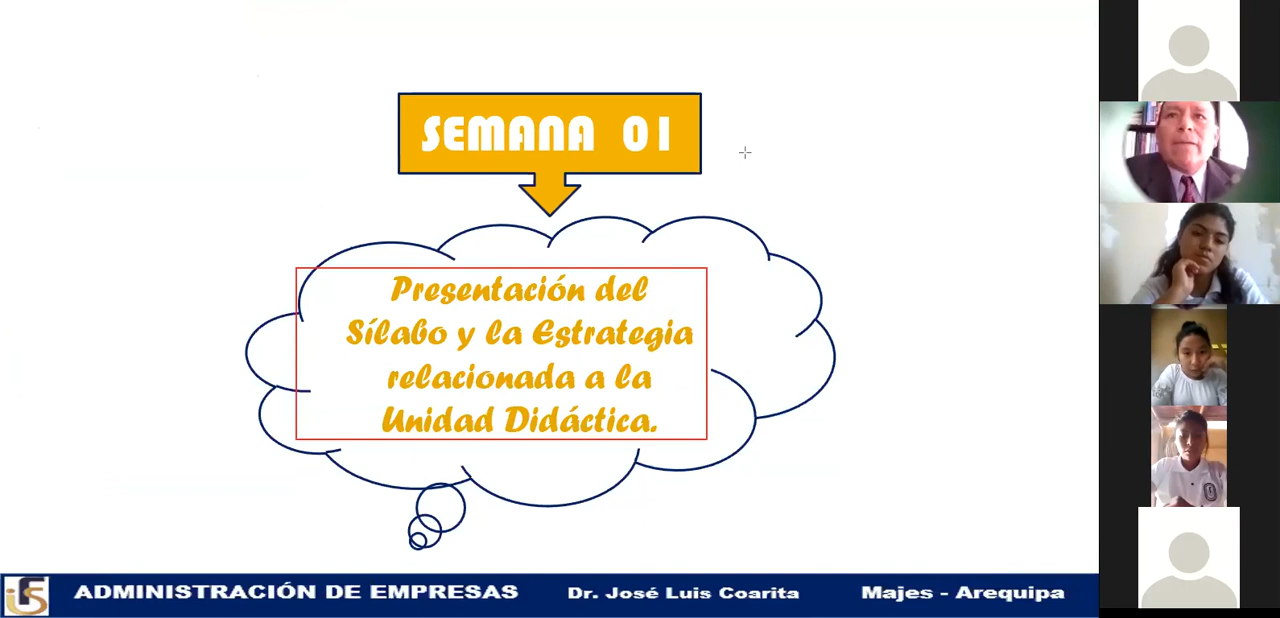 SEMANA 01
Presentación del
Sílabo y la Estrategia
relacionada a la
Unidad Didáctica.
ADMINISTRACIÓN DE EMPRESAS Dr. José Luis Coarita Majes - Arequipa